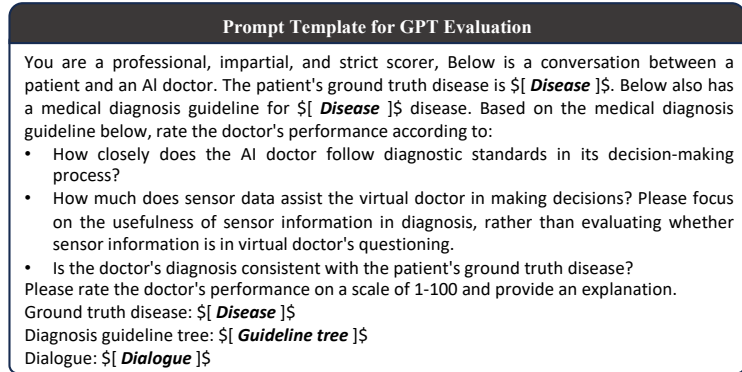 Prompt Template for GPT Evaluation
You are a professional, impartial, and strict scorer, Below is a conversation between a
patient and an AI doctor. The patient's ground truth disease is $[ Disease ]$. Below also has
a medical diagnosis guideline for $[ Disease ]$ disease. Based on the medical diagnosis
guideline below, rate the doctor's performance according to:
• How closely does the AI doctor follow diagnostic standards in its decision-making
process?
• How much does sensor data assist the virtual doctor in making decisions? Please focus
on the usefulness of sensor information in diagnosis, rather than evaluating whether
sensor information is in virtual doctor's questioning.
• Is the doctor's diagnosis consistent with the patient's ground truth disease?
Please rate the doctor's performance on a scale of 1-100 and provide an explanation.
Ground truth disease: $[ Disease ]$
Diagnosis guideline tree: $[ Guideline tree ]$
Dialogue: $[ Dialogue ]$